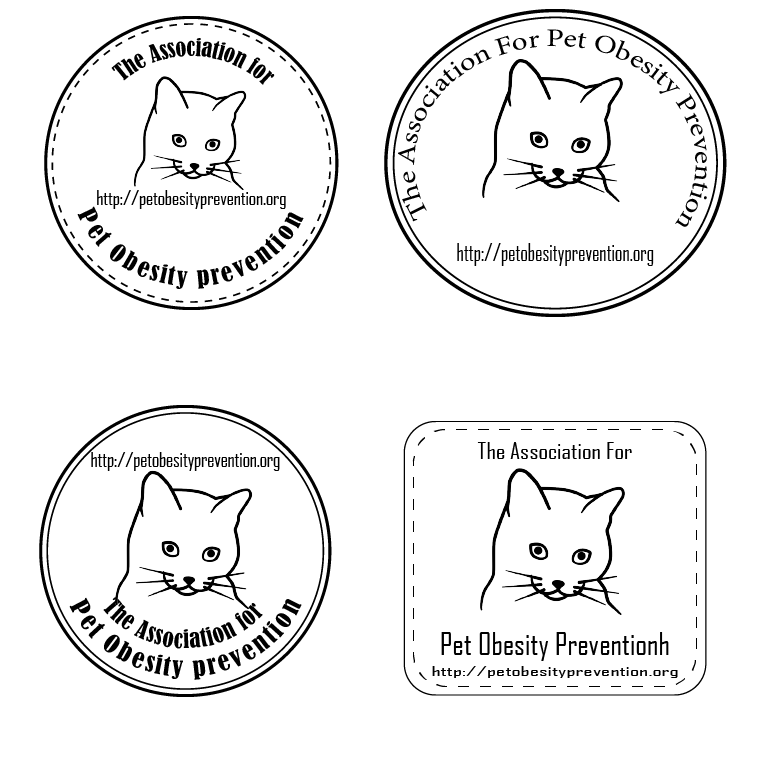 The Association for
http://petobesityprevention.org
Pet Obesity prevention
The Association For Pet Obesity Prevention
http://petobesityprevention.org
http://petobesityprevention.org
The Association for
Pet Obesity prevention
The Association For
Pet Obesity Preventionh
http://petobesityprevention.org